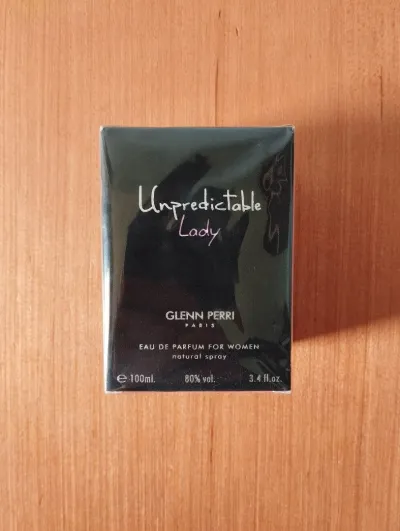 Unpredictable
Lady
GLENN PERRI
PARIS
EAU DE PARFUM FOR WOMEN
natural spray
℮ 100ml. 80% vol. 3.4 fl.oz.